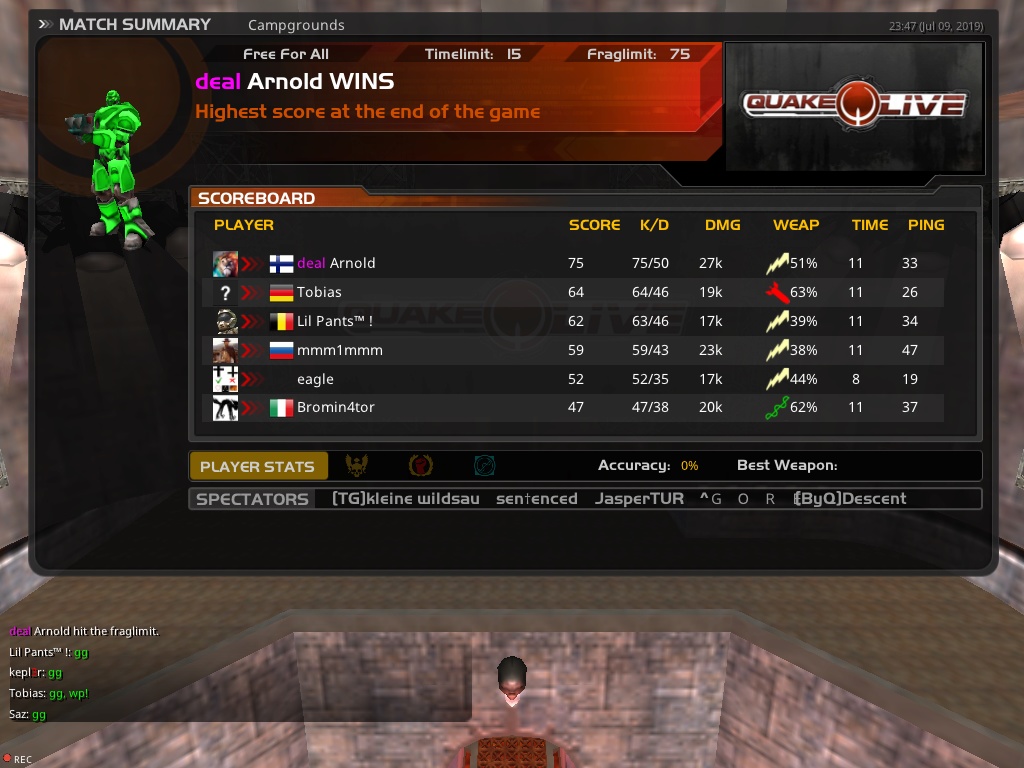 MATCH SUMMARY Campgrounds 23:47 (Jul 09, 2019)
Free For All Timelimit: 15 Fraglimit: 75
deal Arnold WINS
Highest score at the end of the game
QUAKE LIVE
SCOREBOARD
PLAYER SCORE K/D DMG WEAP TIME PING
deal Arnold 75 75/50 27k 51% 11 33
? Tobias 64 64/46 19k 63% 11 26
Lil Pants™ ! 62 63/46 17k 39% 11 34
mmm1mmm 59 59/43 23k 38% 11 47
eagle 52 52/35 17k 44% 8 19
Bromin4tor 47 47/38 20k 62% 11 37
QUAKE LIVE
PLAYER STATS Accuracy: 0% Best Weapon:
SPECTATORS [TG]kleine wildsau sen†enced JasperTUR ^G O R [ByQ]Descent
deal Arnold hit the fraglimit.
Lil Pants™ !: gg
Tobias: gg, wp!
Saz: gg
REC